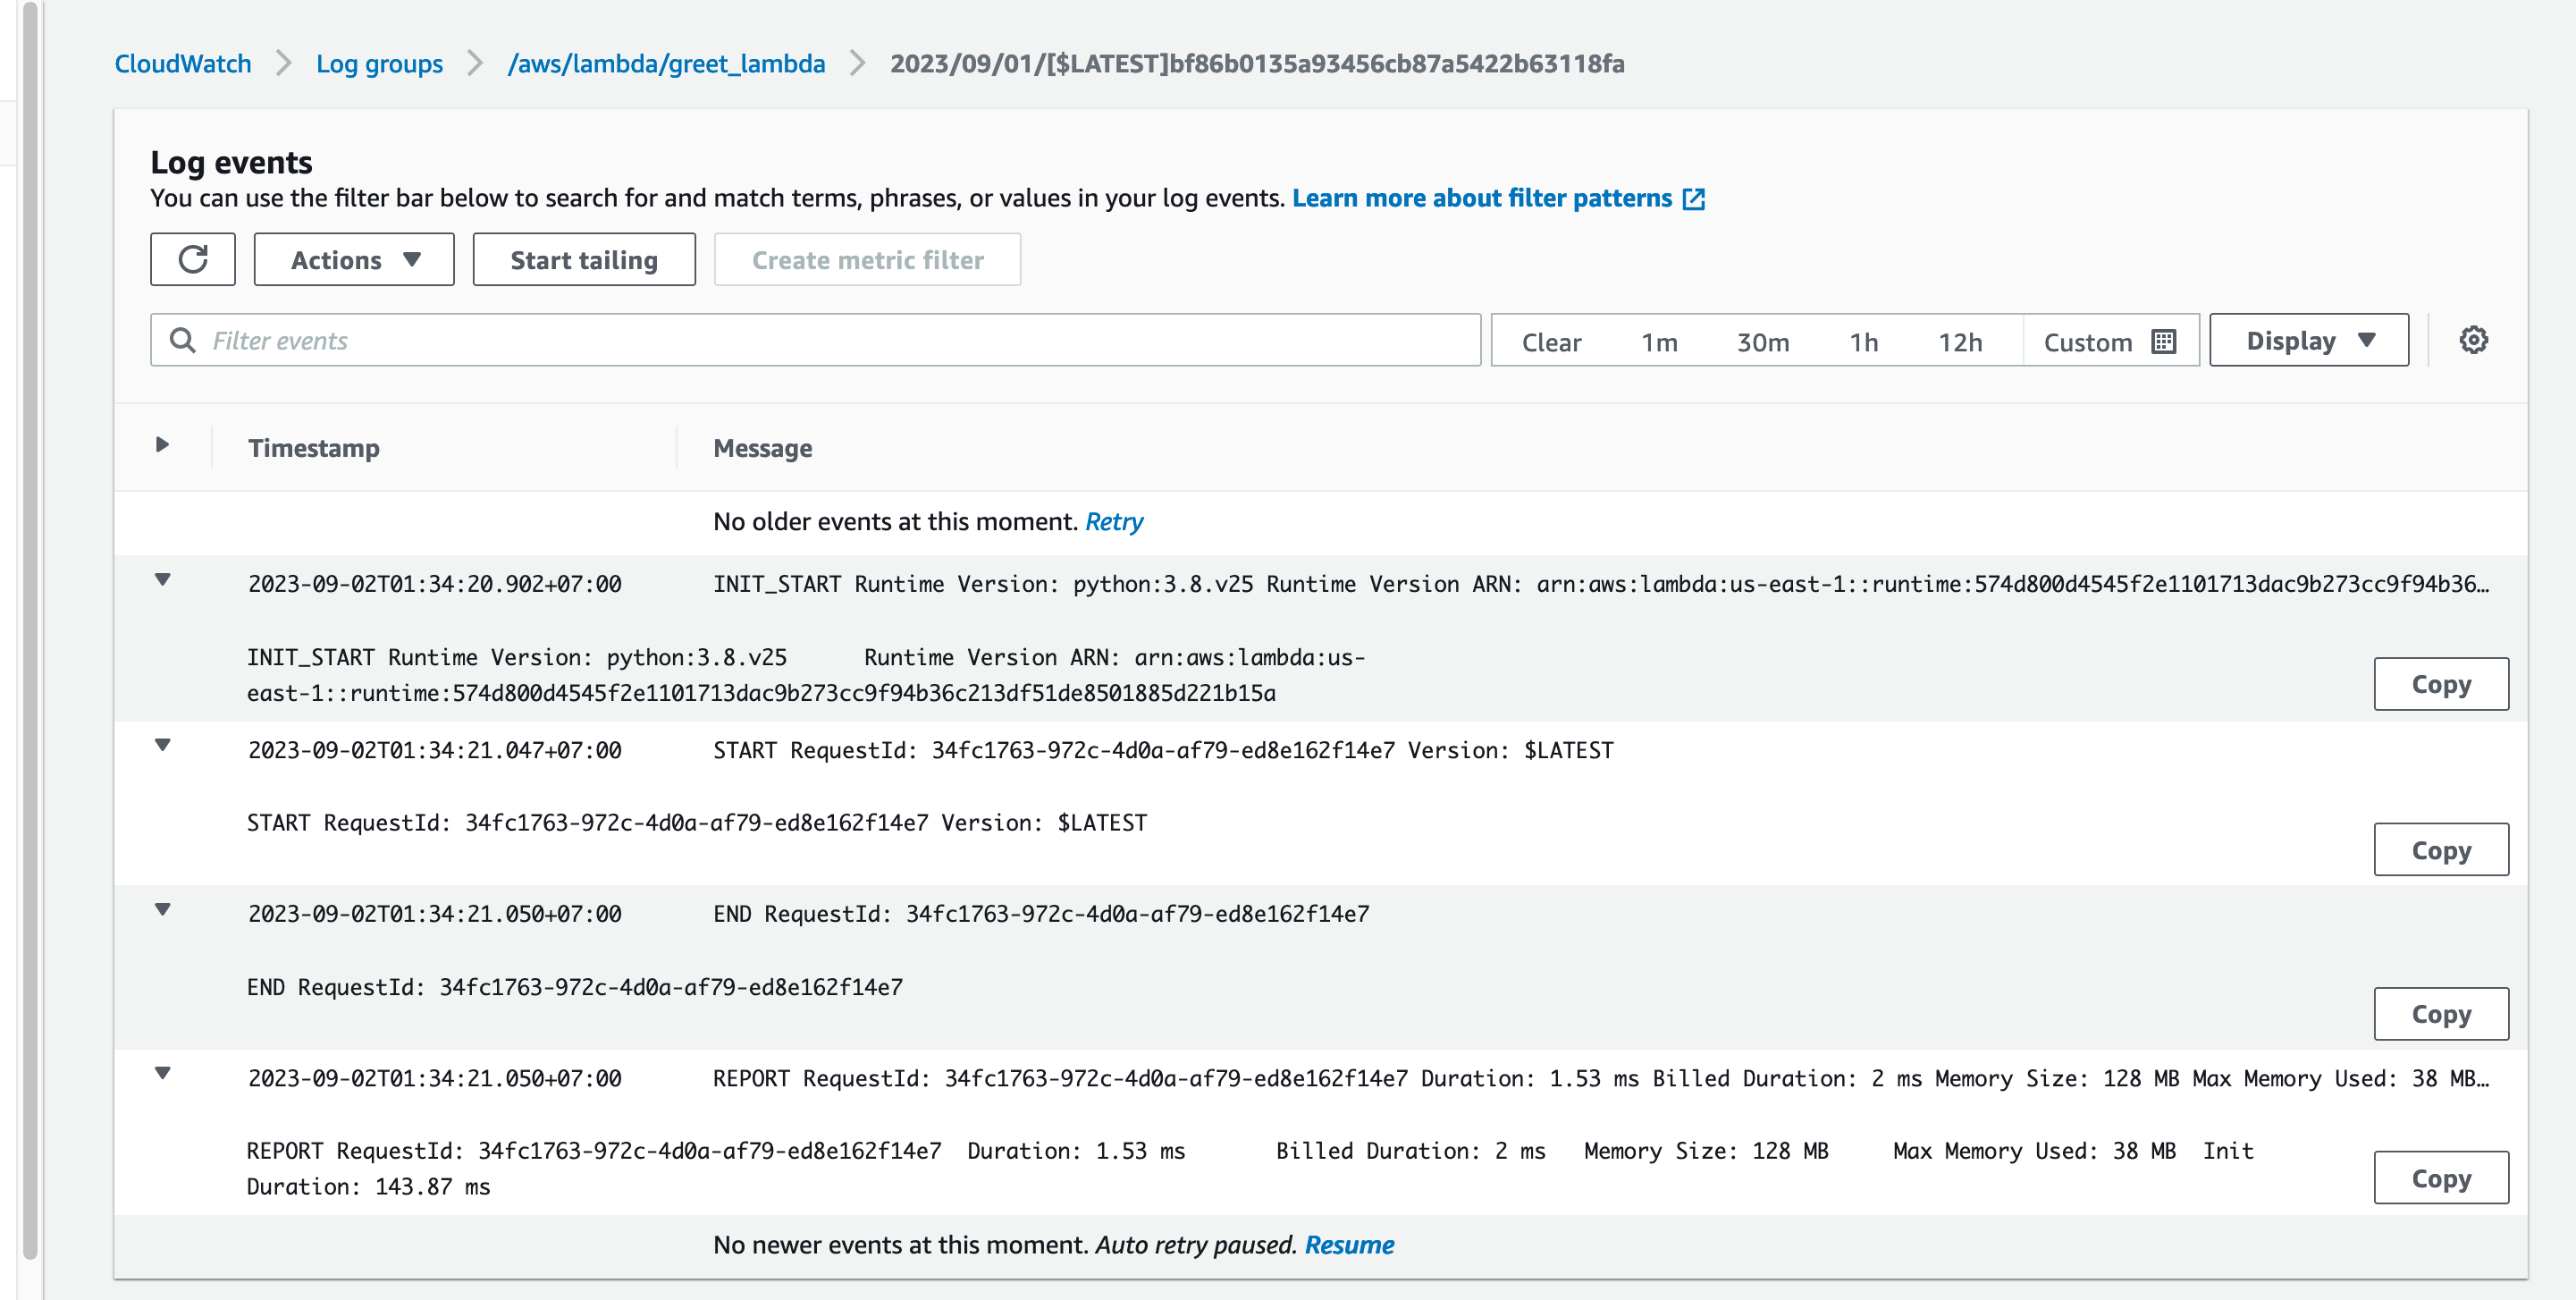 CloudWatch > Log groups > /aws/lambda/greet_lambda > 2023/09/01/[$LATEST]bf86b0135a93456cb87a5422b63118fa
Log events
You can use the filter bar below to search for and match terms, phrases, or values in your log events. Learn more about filter patterns
Actions Start tailing Create metric filter
Filter events Clear 1m 30m 1h 12h Custom Display
Timestamp Message
No older events at this moment. Retry
2023-09-02T01:34:20.902+07:00 INIT_START Runtime Version: python:3.8.v25 Runtime Version ARN: arn:aws:lambda:us-east-1::runtime:574d800d4545f2e1101713dac9b273cc9f94b36…
INIT_START Runtime Version: python:3.8.v25 Runtime Version ARN: arn:aws:lambda:us-
east-1::runtime:574d800d4545f2e1101713dac9b273cc9f94b36c213df51de8501885d221b15a
Copy
2023-09-02T01:34:21.047+07:00 START RequestId: 34fc1763-972c-4d0a-af79-ed8e162f14e7 Version: $LATEST
START RequestId: 34fc1763-972c-4d0a-af79-ed8e162f14e7 Version: $LATEST
Copy
2023-09-02T01:34:21.050+07:00 END RequestId: 34fc1763-972c-4d0a-af79-ed8e162f14e7
END RequestId: 34fc1763-972c-4d0a-af79-ed8e162f14e7
Copy
2023-09-02T01:34:21.050+07:00 REPORT RequestId: 34fc1763-972c-4d0a-af79-ed8e162f14e7 Duration: 1.53 ms Billed Duration: 2 ms Memory Size: 128 MB Max Memory Used: 38 MB…
REPORT RequestId: 34fc1763-972c-4d0a-af79-ed8e162f14e7 Duration: 1.53 ms Billed Duration: 2 ms Memory Size: 128 MB Max Memory Used: 38 MB Init
Duration: 143.87 ms
Copy
No newer events at this moment. Auto retry paused. Resume